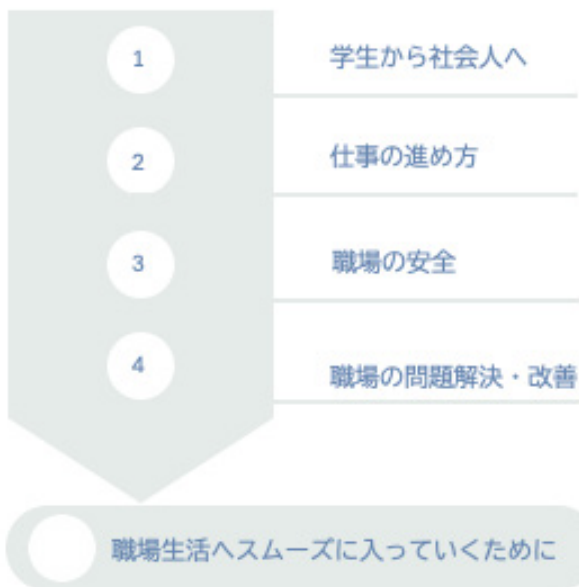 1 学生から社会人へ
2 仕事の進め方
3 職場の安全
4 職場の問題解決・改善
職場生活へスムーズに入っていくために